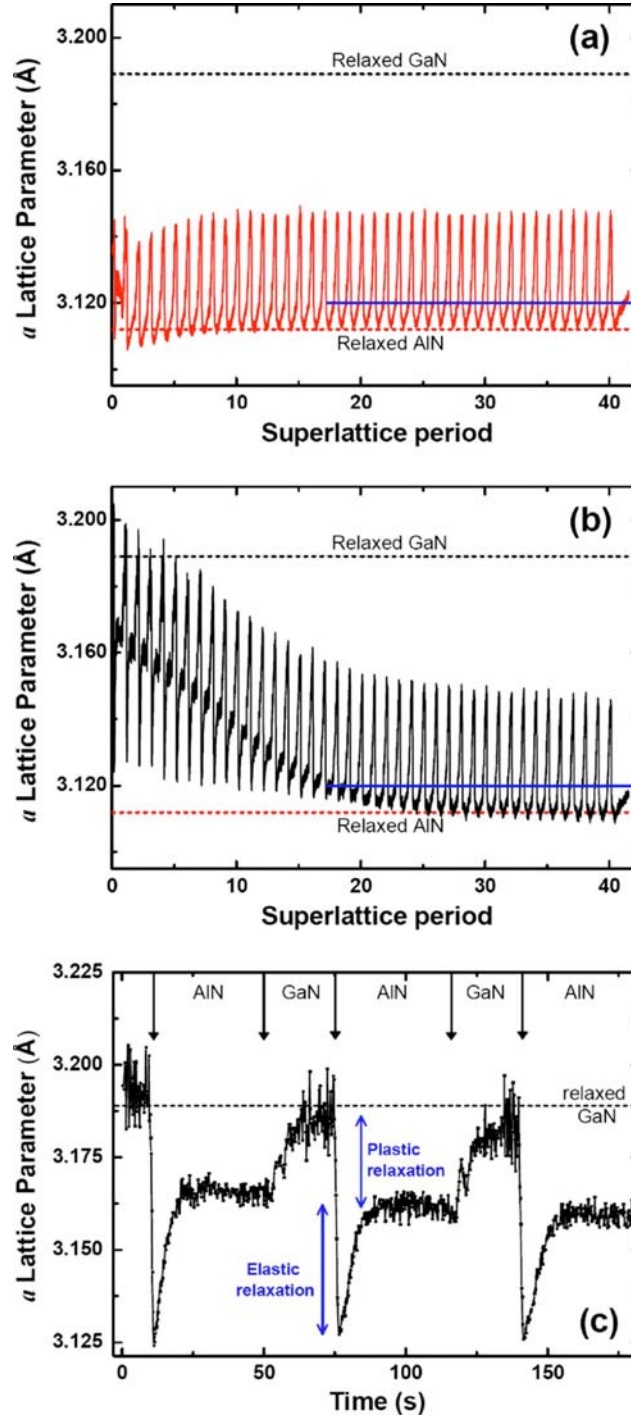 (a)
3.200
3.160
3.120
a Lattice Parameter (Å)
Relaxed GaN
Relaxed AlN
0 10 20 30 40
Superlattice period
(b)
3.200
3.160
3.120
a Lattice Parameter (Å)
Relaxed GaN
Relaxed AlN
0 10 20 30 40
Superlattice period
3.225
3.200
3.175
3.150
3.125
a Lattice Parameter (Å)
AlN GaN AlN GaN AlN
relaxed
GaN
Plastic
relaxation
Elastic
relaxation
(c)
0 50 100 150
Time (s)